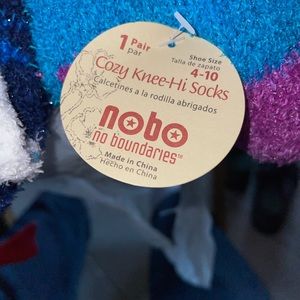 1 Pair
par
Shoe Size
Talla de zapato
4-10
Cozy Knee-Hi Socks
Calcetines a la rodilla abrigados
nobo
no boundaries™
Made in China
Hecho en China